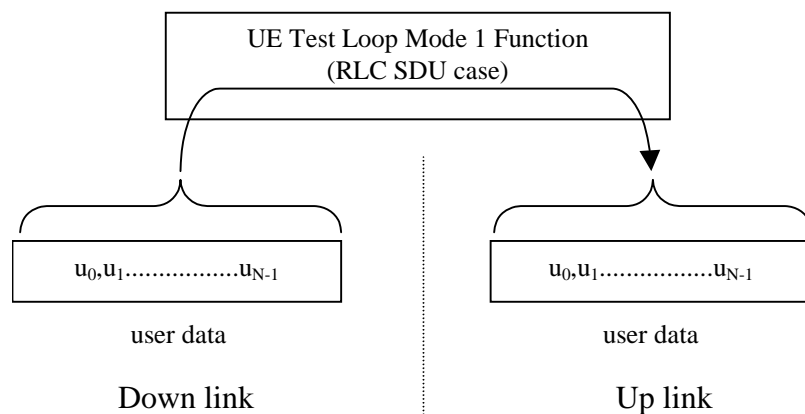 UE Test Loop Mode 1 Function
(RLC SDU case)
u0,u1..................uN-1
u0,u1..................uN-1
user data
user data
Down link
Up link